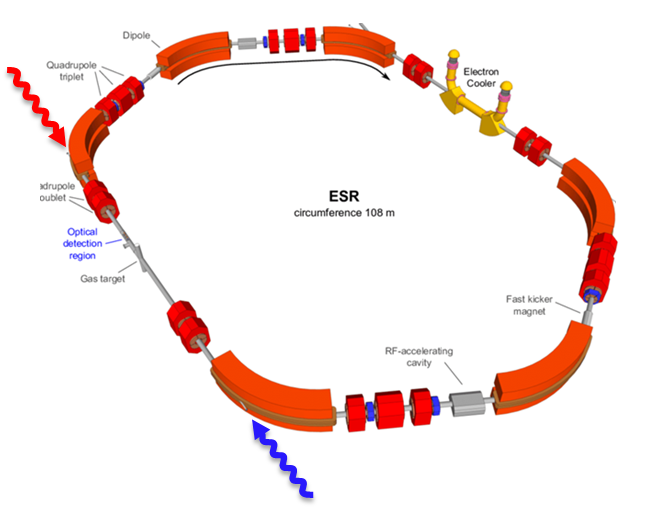 Dipole
Quadrupole
triplet
Electron
Cooler
ESR
circumference 108 m
adrupole
oublet
Optical
detection
region
Gas target
Fast kicker
magnet
RF-accelerating
cavity